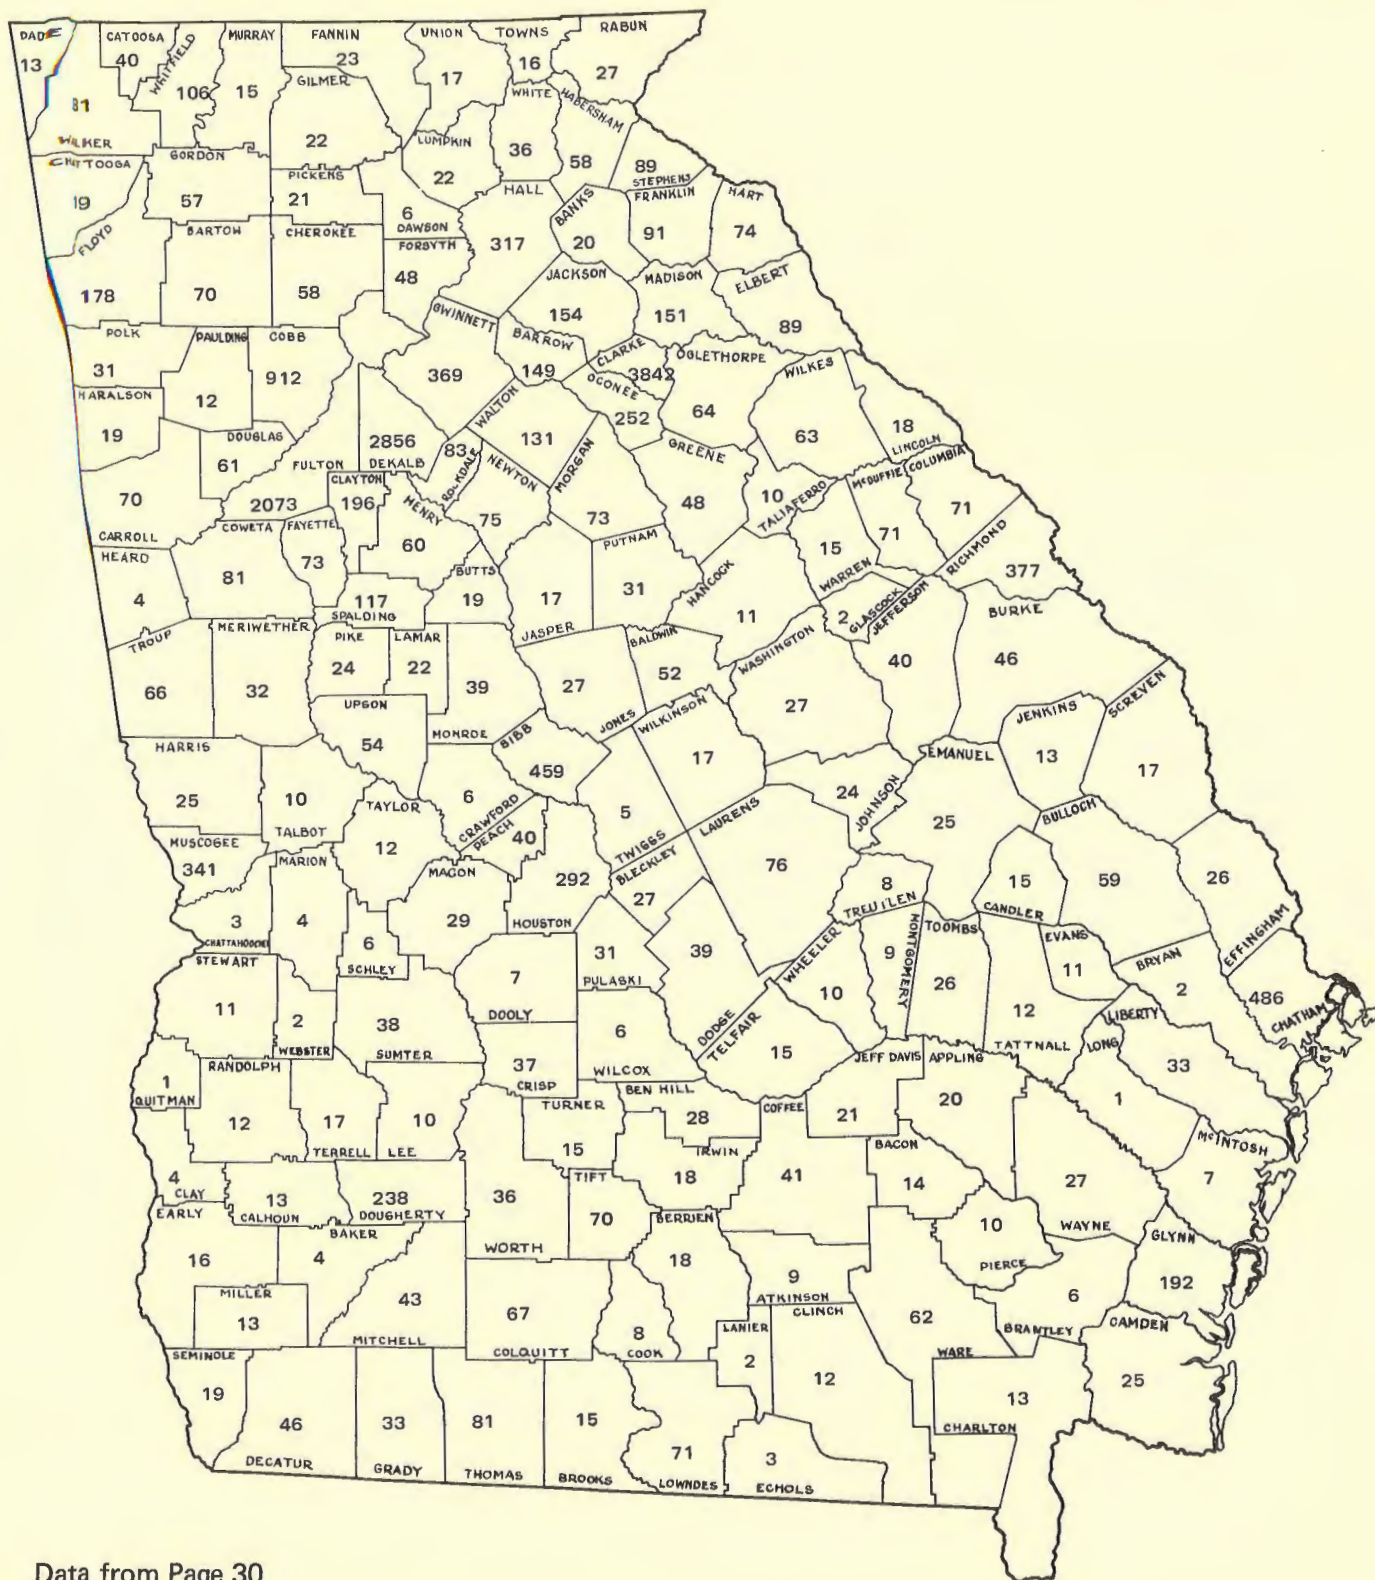 DADE
13
CATOOSA
40
WHITFIELD
106
MURRAY
15
FANNIN
23
UNION
17
TOWNS
16
RABUN
27
81
WALKER
GILMER
22
WHITE
36
HABERSHAM
58
LUMPKIN
22
89
STEPHENS
CHATTOOGA
19
GORDON
57
PICKENS
21
6
DAWSON
HALL
317
BANKS
20
FRANKLIN
91
HART
74
FLOYD
178
BARTOW
70
CHEROKEE
58
FORSYTH
48
JACKSON
154
MADISON
151
ELBERT
89
POLK
31
PAULDING
12
COBB
912
GWINNETT
369
BARROW
149
CLARKE
3842
OGLETHORPE
64
WILKES
63
18
LINCOLN
HARALSON
19
DOUGLAS
61
FULTON
2073
2856
DEKALB
83
ROCKDALE
WALTON
131
OCONEE
252
MORGAN
73
GREENE
48
10
TALIAFERRO
McDUFFIE
71
COLUMBIA
71
70
CARROLL
COWETA
81
FAYETTE
73
CLAYTON
196
HENRY
60
NEWTON
75
PUTNAM
31
HANCOCK
11
15
WARREN
RICHMOND
377
HEARD
4
117
SPALDING
BUTTS
19
17
JASPER
2
GLASCOCK
JEFFERSON
40
BURKE
46
TROUP
66
MERIWETHER
32
PIKE
24
LAMAR
22
39
MONROE
27
JONES
BALDWIN
52
WASHINGTON
27
JENKINS
13
SCREVEN
17
HARRIS
25
10
TALBOT
UPSON
54
BIBB
459
WILKINSON
17
24
JOHNSON
EMANUEL
25
MUSCOGEE
341
MARION
4
TAYLOR
12
6
CRAWFORD
PEACH
40
5
TWIGGS
LAURENS
76
BULLOCH
59
26
EFFINGHAM
3
CHATTAHOOCHEE
6
SCHLEY
MACON
29
292
HOUSTON
BLECKLEY
27
8
TREUTLEN
15
CANDLER
STEWART
11
2
WEBSTER
38
SUMTER
7
DOOLY
31
PULASKI
39
DODGE
WHEELER
10
9
MONTGOMERY
TOOMBS
26
EVANS
11
BRYAN
2
486
CHATHAM
1
QUITMAN
RANDOLPH
12
17
TERRELL
10
LEE
37
CRISP
6
WILCOX
TELFAIR
15
JEFF DAVIS
21
APPLING
20
12
TATTNALL
LIBERTY
33
LONG
1
4
CLAY
13
CALHOUN
238
DOUGHERTY
36
WORTH
TURNER
15
BEN HILL
28
IRWIN
18
COFFEE
41
BACON
14
27
WAYNE
McINTOSH
7
EARLY
16
BAKER
4
TIFT
70
BERRIEN
18
10
PIERCE
GLYNN
192
MILLER
13
43
MITCHELL
67
COLQUITT
8
COOK
9
ATKINSON
62
WARE
6
BRANTLEY
CAMDEN
25
SEMINOLE
19
46
DECATUR
33
GRADY
81
THOMAS
15
BROOKS
71
LOWNDES
LANIER
2
CLINCH
12
3
ECHOLS
13
CHARLTON
Data from Page 30